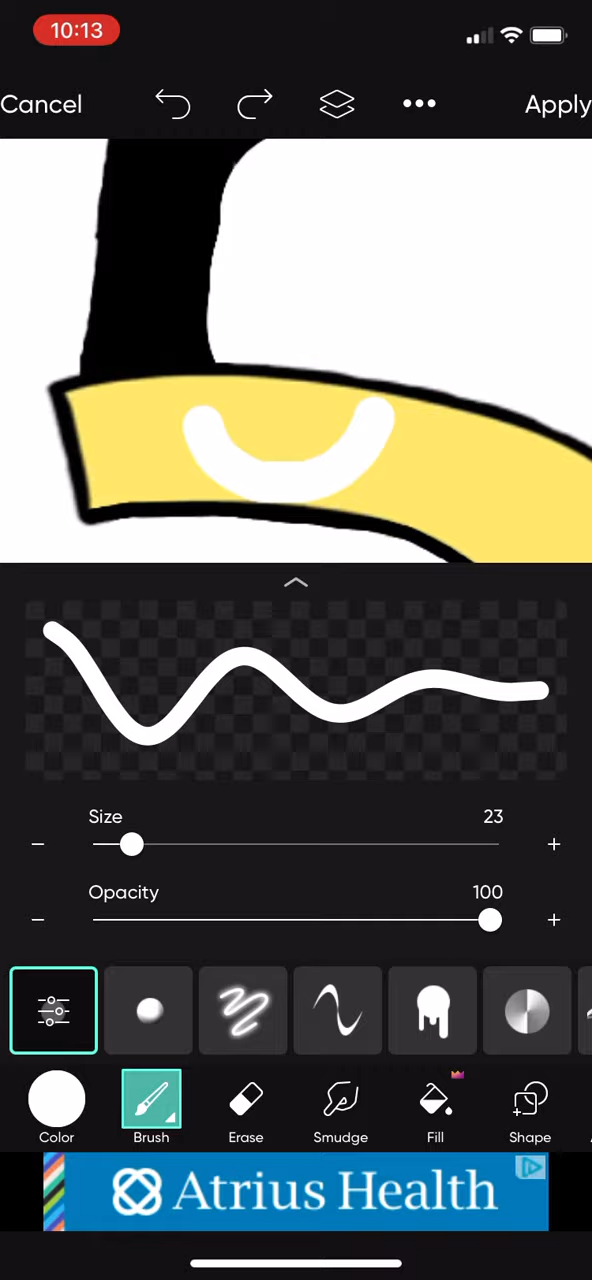 10:13
Cancel
Apply
Size 23
Opacity 100
Color Brush Erase Smudge Fill Shape
Atrius Health